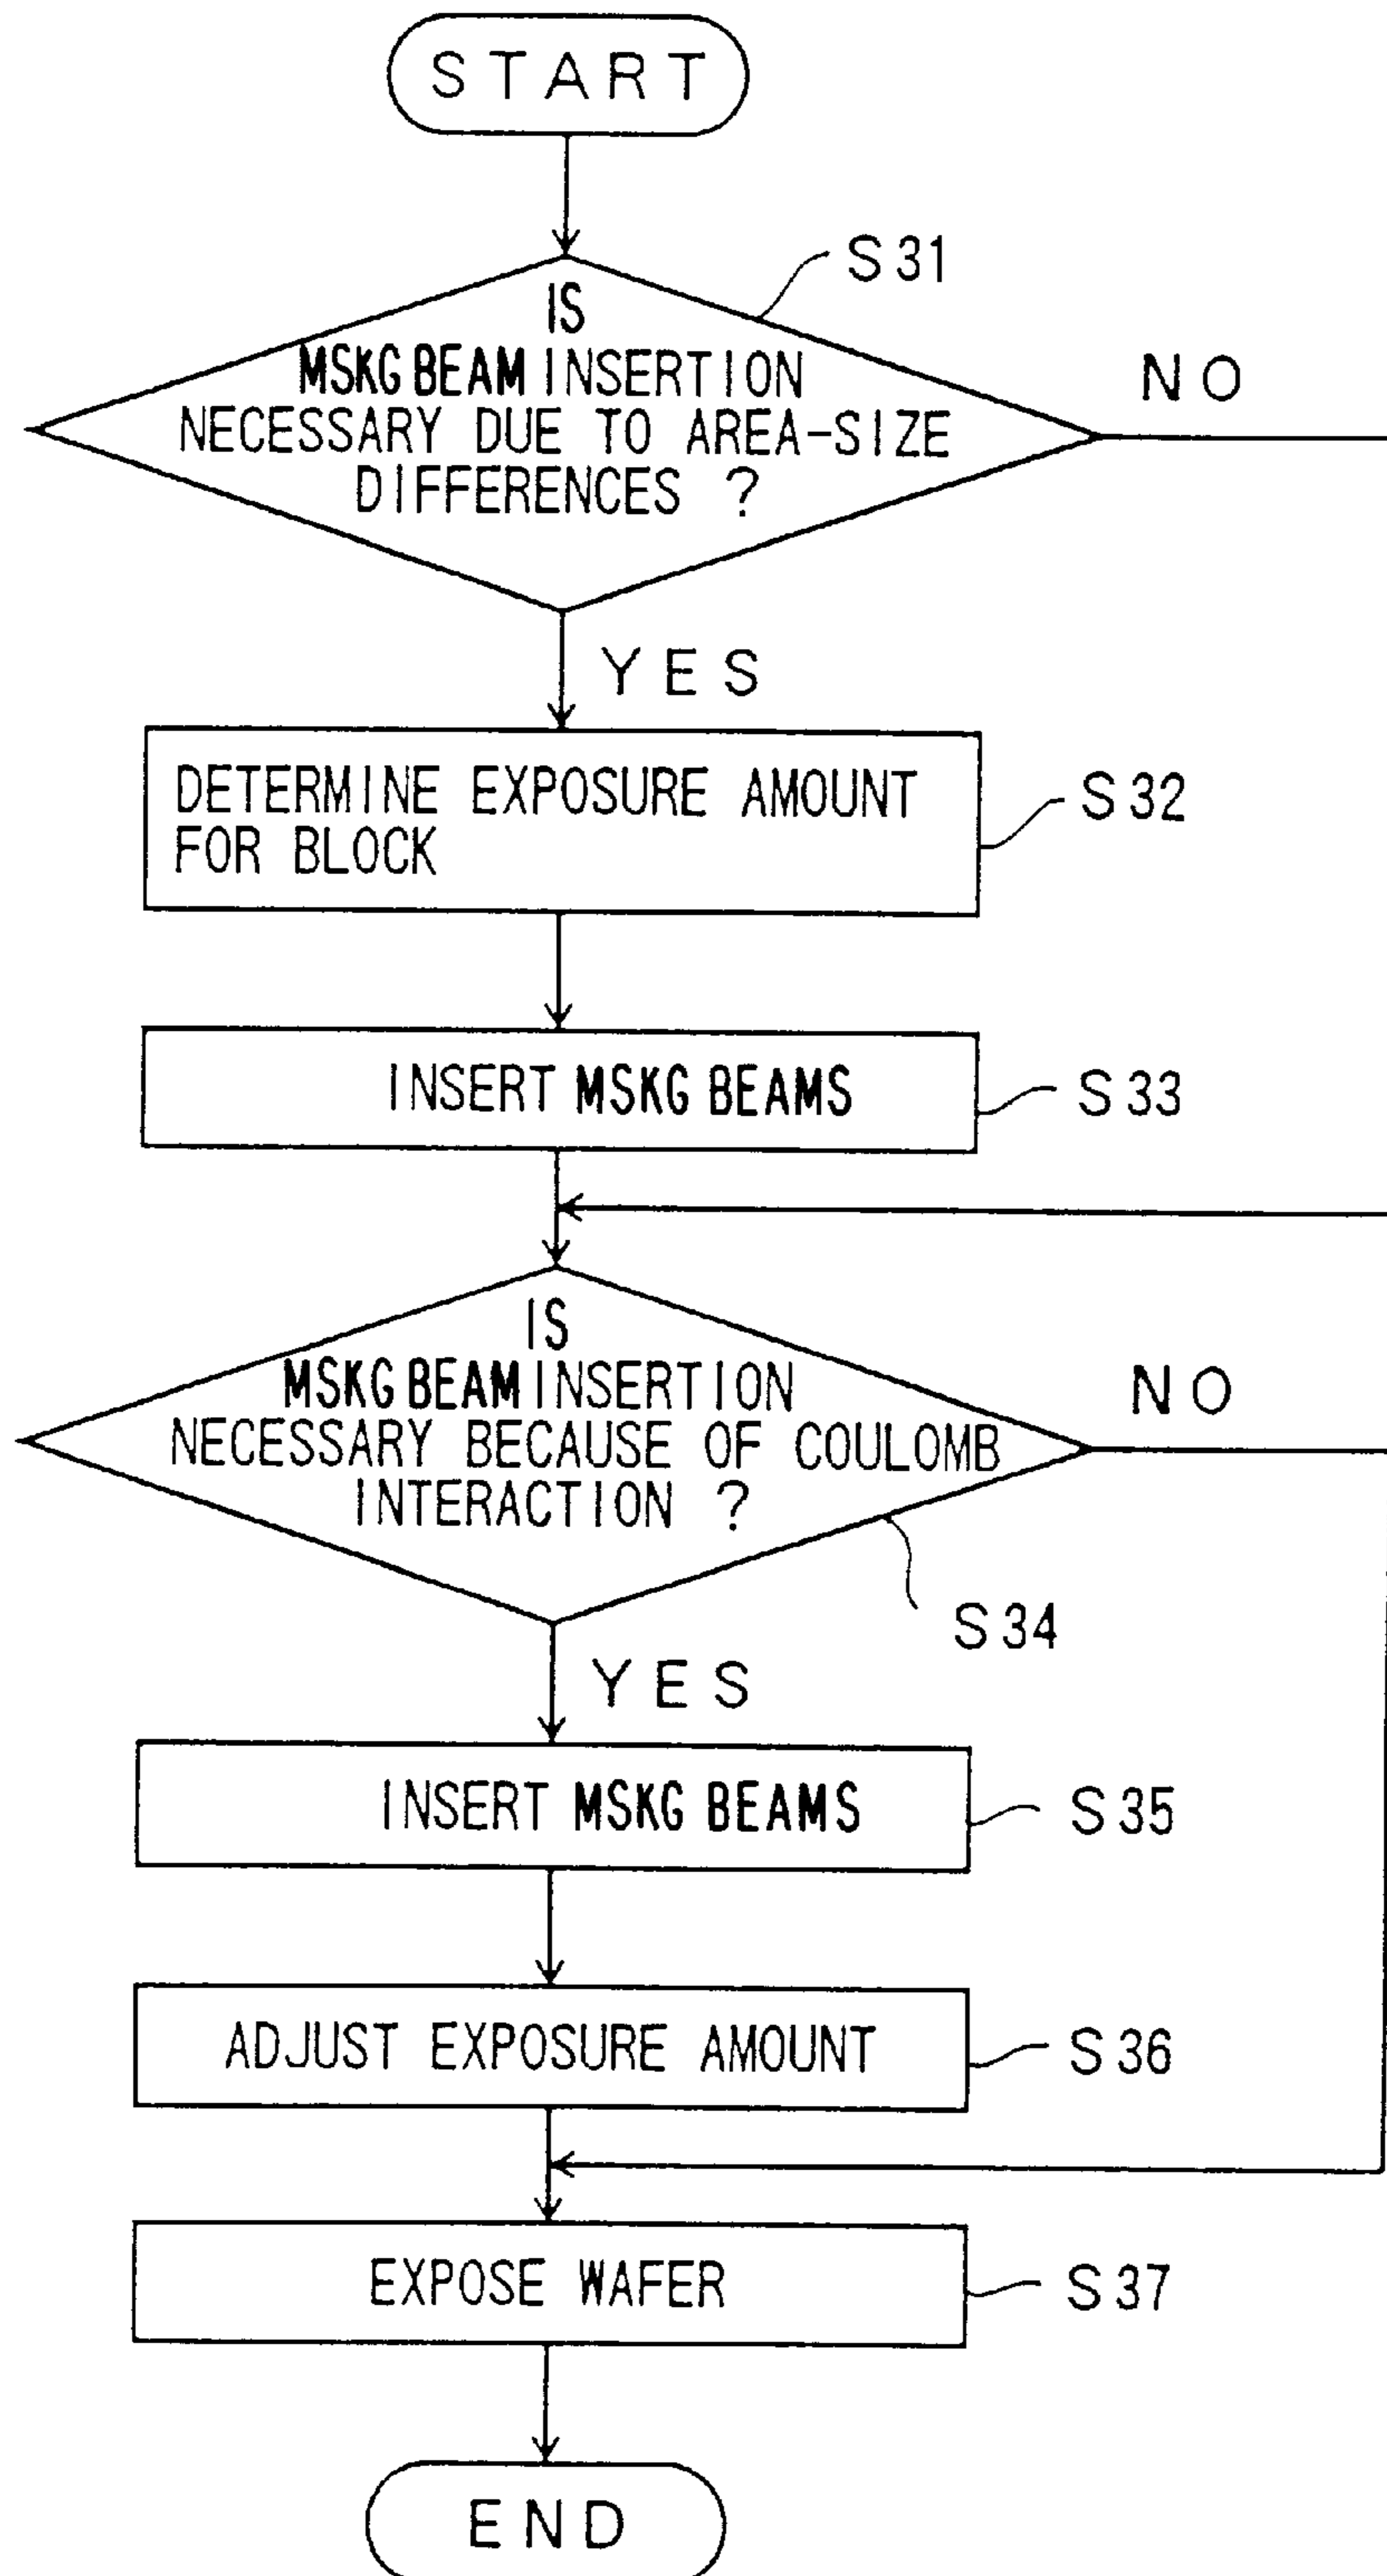 START
S31
IS
MSKG BEAM INSERTION
NECESSARY DUE TO AREA-SIZE
DIFFERENCES ?
NO
YES
DETERMINE EXPOSURE AMOUNT
FOR BLOCK
S32
INSERT MSKG BEAMS
S33
IS
MSKG BEAM INSERTION
NECESSARY BECAUSE OF COULOMB
INTERACTION ?
NO
S34
YES
INSERT MSKG BEAMS
S35
ADJUST EXPOSURE AMOUNT
S36
EXPOSE WAFER
S37
END